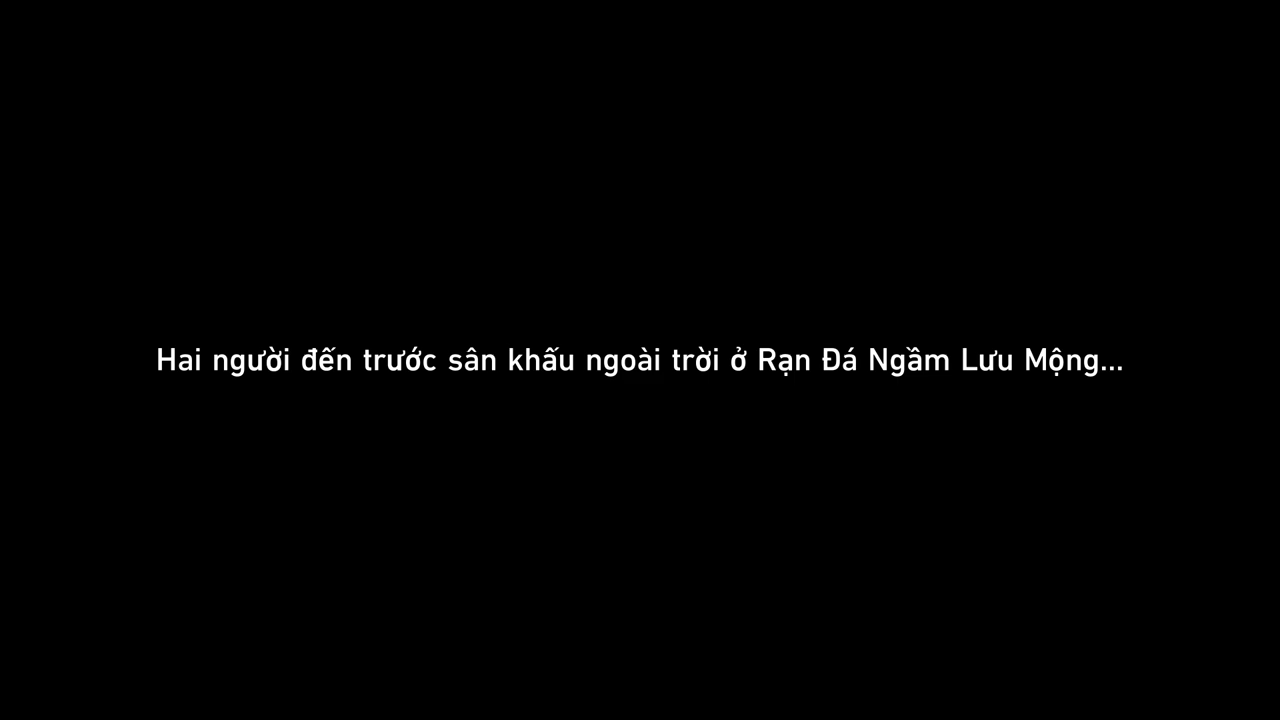 Hai người đến trước sân khấu ngoài trời ở Rạn Đá Ngầm Lưu Mộng...